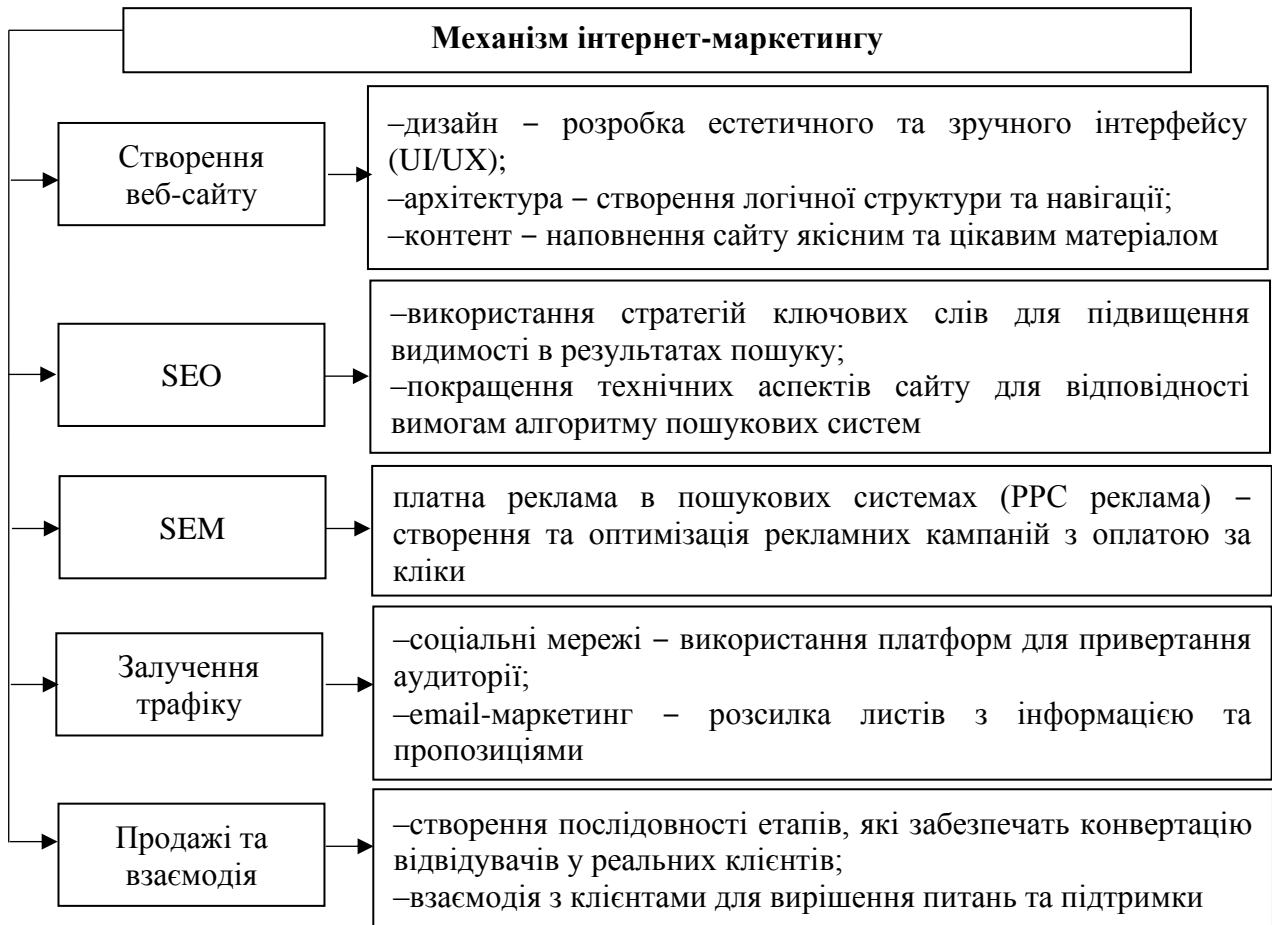 Механізм інтернет-маркетингу
Створення
веб-сайту
–дизайн – розробка естетичного та зручного інтерфейсу
(UI/UX);
–архітектура – створення логічної структури та навігації;
–контент – наповнення сайту якісним та цікавим матеріалом
SEO
–використання стратегій ключових слів для підвищення
видимості в результатах пошуку;
–покращення технічних аспектів сайту для відповідності
вимогам алгоритму пошукових систем
SEM
платна реклама в пошукових системах (PPC реклама) –
створення та оптимізація рекламних кампаній з оплатою за
кліки
Залучення
трафіку
–соціальні мережі – використання платформ для привертання
аудиторії;
–email-маркетинг – розсилка листів з інформацією та
пропозиціями
Продажі та
взаємодія
–створення послідовності етапів, які забезпечать конвертацію
відвідувачів у реальних клієнтів;
–взаємодія з клієнтами для вирішення питань та підтримки